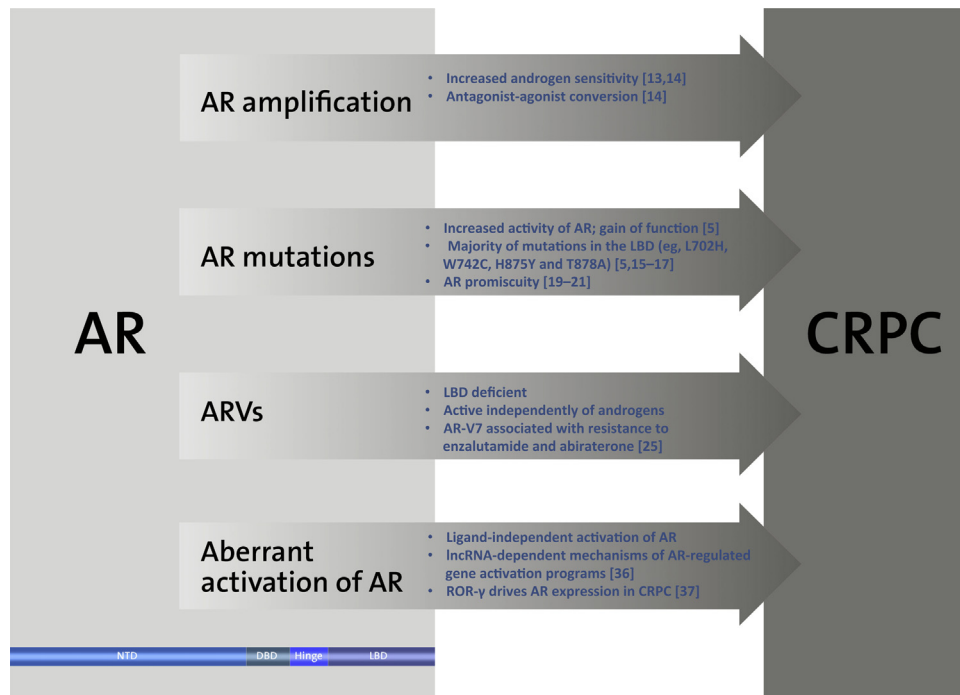 AR amplification
• Increased androgen sensitivity [13,14]
• Antagonist-agonist conversion [14]
AR mutations
• Increased activity of AR; gain of function [5]
• Majority of mutations in the LBD (eg, L702H,
W742C, H875Y and T878A) [5,15–17]
• AR promiscuity [19–21]
AR
CRPC
ARVs
• LBD deficient
• Active independently of androgens
• AR-V7 associated with resistance to
enzalutamide and abiraterone [25]
Aberrant
activation of AR
• Ligand-independent activation of AR
• lncRNA-dependent mechanisms of AR-regulated
gene activation programs [36]
• ROR-γ drives AR expression in CRPC [37]
NTD DBD Hinge LBD